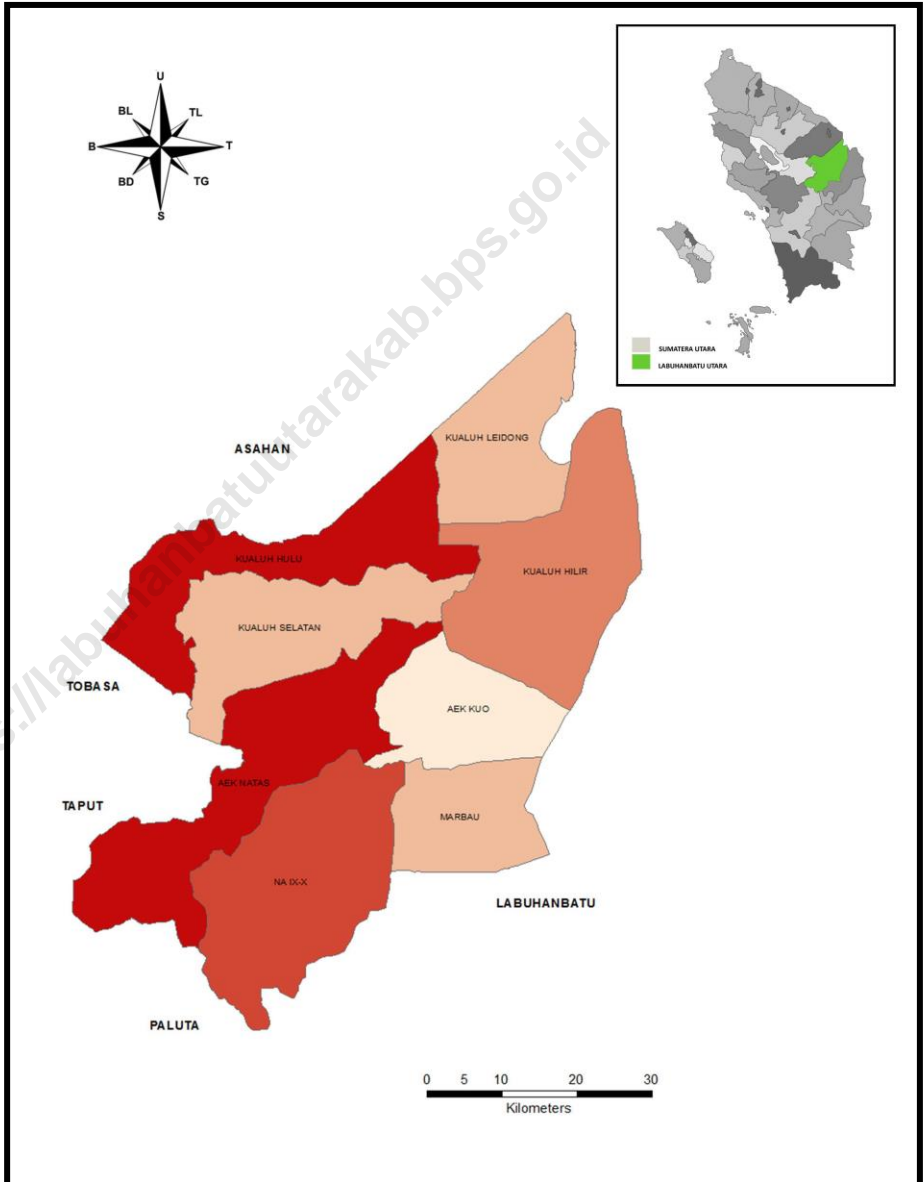 U
BL
TL
B
T
BD
TG
S
SUMATERA UTARA
LABUHANBATU UTARA
KUALUH LEIDONG
ASAHAN
KUALUH HULU
KUALUH HILIR
KUALUH SELATAN
TOBASA
AEK KUO
AEK NATAS
TAPUT
MARBAU
NA IX-X
LABUHANBATU
PALUTA
0 5 10 20 30
Kilometers
://labuhanbatuutarakab.bps.go.id